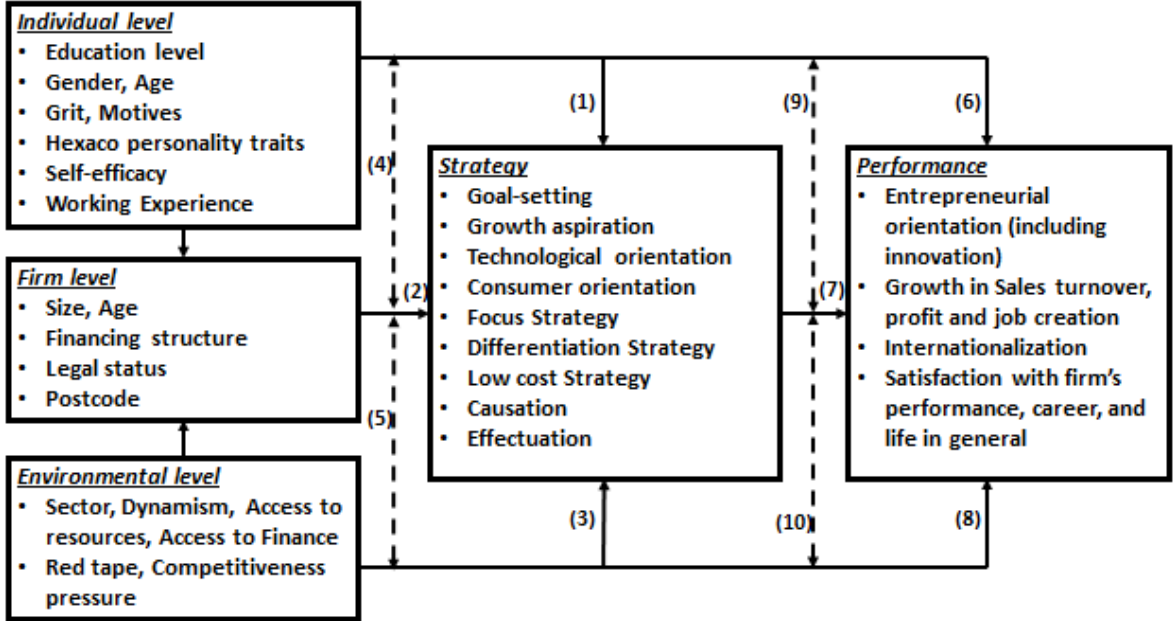 Individual level
• Education level
• Gender, Age
• Grit, Motives
• Hexaco personality traits
• Self-efficacy
• Working Experience
Firm level
• Size, Age
• Financing structure
• Legal status
• Postcode
Environmental level
• Sector, Dynamism, Access to
resources, Access to Finance
• Red tape, Competitiveness
pressure
(4)
(2)
(5)
(1)
(3)
Strategy
• Goal-setting
• Growth aspiration
• Technological orientation
• Consumer orientation
• Focus Strategy
• Differentiation Strategy
• Low cost Strategy
• Causation
• Effectuation
(9)
(7)
(10)
(6)
(8)
Performance
• Entrepreneurial
orientation (including
innovation)
• Growth in Sales turnover,
profit and job creation
• Internationalization
• Satisfaction with firm's
performance, career, and
life in general